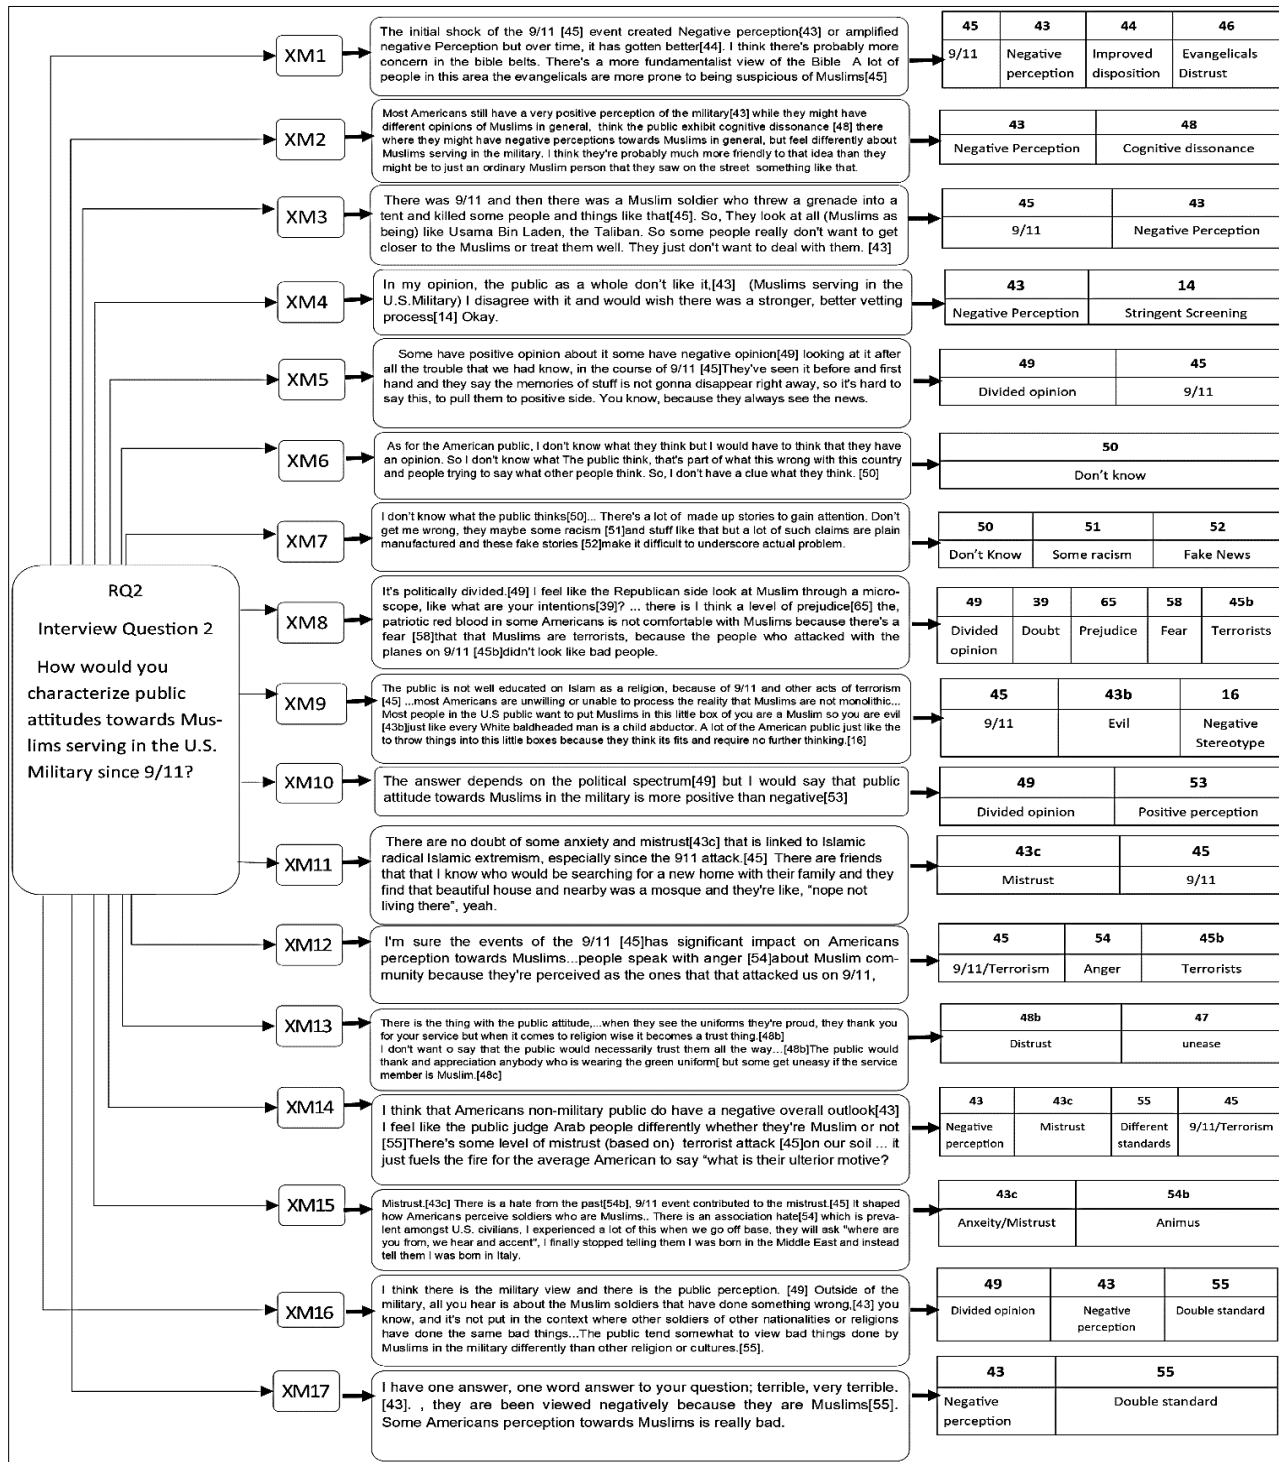 RQ2
Interview Question 2
How would you
characterize public
attitudes towards Mus-
lims serving in the U.S.
Military since 9/11?
XM1
The initial shock of the 9/11 [45] event created Negative perception[43] or amplified
negative Perception but over time, it has gotten better[44]. I think there's probably more
concern in the bible belts. There's a more fundamentalist view of the Bible A lot of
people in this area the evangelicals are more prone to being suspicious of Muslims[45]
45 43 44 46
9/11 Negative perception Improved disposition Evangelicals Distrust
XM2
Most Americans still have a very positive perception of the military[43] while they might have
different opinions of Muslims in general, think the public exhibit cognitive dissonance [48] there
where they might have negative perceptions towards Muslims in general, but feel differently about
Muslims serving in the military. I think they're probably much more friendly to that idea than they
might be to just an ordinary Muslim person that they saw on the street something like that.
43 48
Negative Perception Cognitive dissonance
XM3
There was 9/11 and then there was a Muslim soldier who threw a grenade into a
tent and killed some people and things like that[45]. So, They look at all (Muslims as
being) like Usama Bin Laden, the Taliban. So some people really don't want to get
closer to the Muslims or treat them well. They just don't want to deal with them. [43]
45 43
9/11 Negative Perception
XM4
In my opinion, the public as a whole don't like it,[43] (Muslims serving in the
U.S.Military) I disagree with it and would wish there was a stronger, better vetting
process[14] Okay.
43 14
Negative Perception Stringent Screening
XM5
Some have positive opinion about it some have negative opinion[49] looking at it after
all the trouble that we had know, in the course of 9/11 [45]They've seen it before and first
hand and they say the memories of stuff is not gonna disappear right away, so it's hard to
say this, to pull them to positive side. You know, because they always see the news.
49 45
Divided opinion 9/11
XM6
As for the American public, I don't know what they think but I would have to think that they have
an opinion. So I don't know what The public think, that's part of what this wrong with this country
and people trying to say what other people think. So, I don't have a clue what they think. [50]
50
Don't know
XM7
I don't know what the public thinks[50]... There's a lot of made up stories to gain attention. Don't
get me wrong, they maybe some racism [51]and stuff like that but a lot of such claims are plain
manufactured and these fake stories [52]make it difficult to underscore actual problem.
50 51 52
Don't Know Some racism Fake News
XM8
It's politically divided.[49] I feel like the Republican side look at Muslim through a micro-
scope, like what are your intentions[39]? ... there is I think a level of prejudice[65] the,
patriotic red blood in some Americans is not comfortable with Muslims because there's a
fear [58]that that Muslims are terrorists, because the people who attacked with the
planes on 9/11 [45b]didn't look like bad people.
49 39 65 58 45b
Divided opinion Doubt Prejudice Fear Terrorists
XM9
The public is not well educated on Islam as a religion, because of 9/11 and other acts of terrorism
[45] ...most Americans are unwilling or unable to process the reality that Muslims are not monolithic...
Most people in the U.S public want to put Muslims in this little box of you are a Muslim so you are evil
[43b]just like every White baldheaded man is a child abductor. A lot of the American public just like the
to throw things into this little boxes because they think its fits and require no further thinking.[16]
45 43b 16
9/11 Evil Negative Stereotype
XM10
The answer depends on the political spectrum[49] but I would say that public
attitude towards Muslims in the military is more positive than negative[53]
49 53
Divided opinion Positive perception
XM11
There are no doubt of some anxiety and mistrust[43c] that is linked to Islamic
radical Islamic extremism, especially since the 911 attack.[45] There are friends
that that I know who would be searching for a new home with their family and they
find that beautiful house and nearby was a mosque and they're like, "nope not
living there", yeah.
43c 45
Mistrust 9/11
XM12
I'm sure the events of the 9/11 [45]has significant impact on Americans
perception towards Muslims...people speak with anger [54]about Muslim com-
munity because they're perceived as the ones that that attacked us on 9/11,
45 54 45b
9/11/Terrorism Anger Terrorists
XM13
There is the thing with the public attitude,...when they see the uniforms they're proud, they thank you
for your service but when it comes to religion wise it becomes a trust thing.[48b]
I don't want o say that the public would necessarily trust them all the way...[48b]The public would
thank and appreciation anybody who is wearing the green uniform[ but some get uneasy if the service
member is Muslim.[48c]
48b 47
Distrust unease
XM14
I think that Americans non-military public do have a negative overall outlook[43]
I feel like the public judge Arab people differently whether they're Muslim or not
[55]There's some level of mistrust (based on) terrorist attack [45]on our soil ... it
just fuels the fire for the average American to say "what is their ulterior motive?
43 43c 55 45
Negative perception Mistrust Different standards 9/11/Terrorism
XM15
Mistrust.[43c] There is a hate from the past[54b], 9/11 event contributed to the mistrust.[45] It shaped
how Americans perceive soldiers who are Muslims.. There is an association hate[54] which is preva-
lent amongst U.S. civilians, I experienced a lot of this when we go off base, they will ask "where are
you from, we hear and accent", I finally stopped telling them I was born in the Middle East and instead
tell them I was born in Italy.
43c 54b
Anxeity/Mistrust Animus
XM16
I think there is the military view and there is the public perception. [49] Outside of the
military, all you hear is about the Muslim soldiers that have done something wrong,[43] you
know, and it's not put in the context where other soldiers of other nationalities or religions
have done the same bad things...The public tend somewhat to view bad things done by
Muslims in the military differently than other religion or cultures.[55].
49 43 55
Divided opinion Negative perception Double standard
XM17
I have one answer, one word answer to your question; terrible, very terrible.
[43]. , they are been viewed negatively because they are Muslims[55].
Some Americans perception towards Muslims is really bad.
43 55
Negative perception Double standard